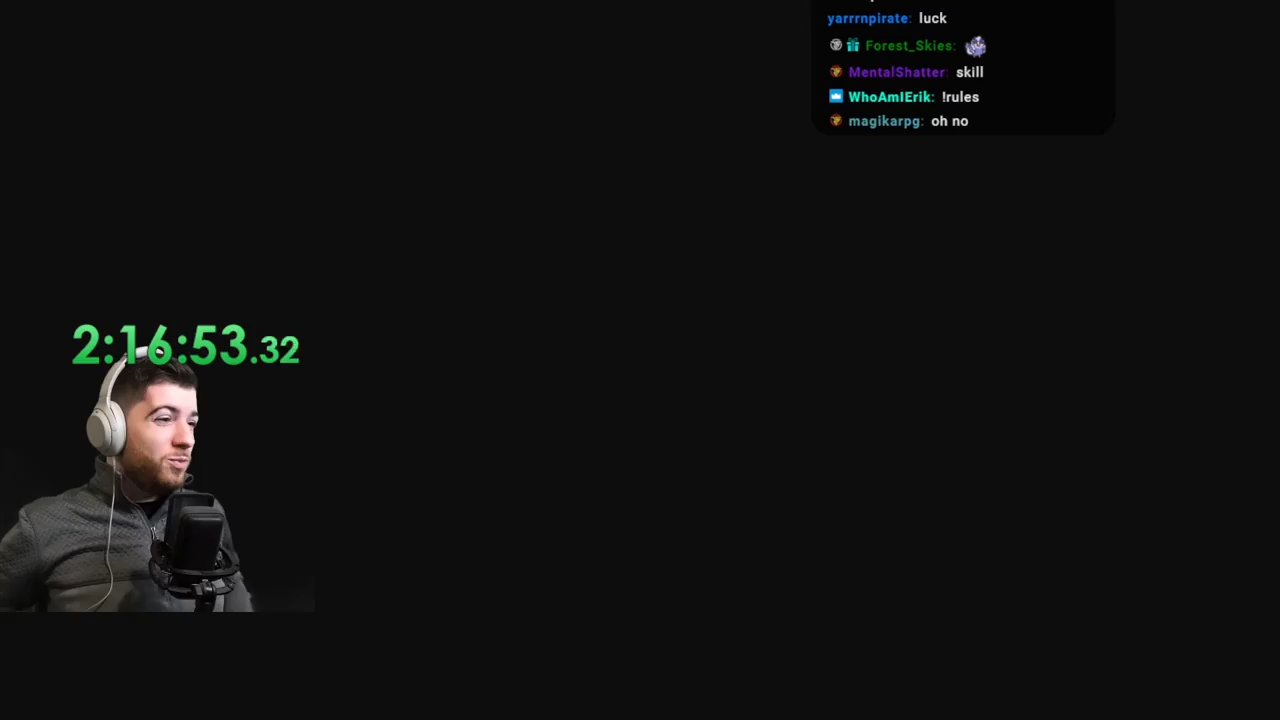 yarrrnpirate: luck
Forest_Skies:
MentalShatter: skill
WhoAmIErik: !rules
magikarpg: oh no
2:16:53.32